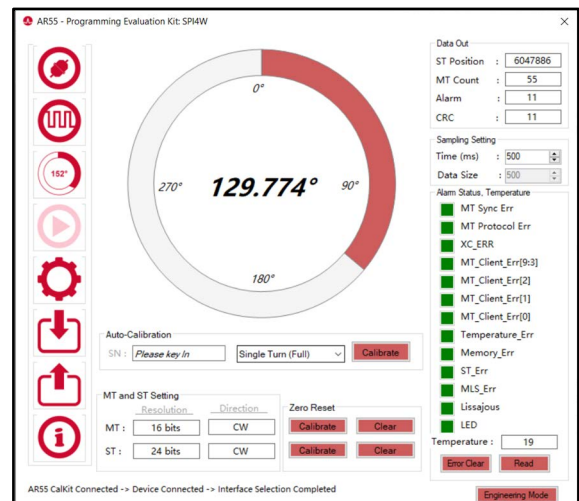 AR55 - Programming Evaluation Kit: SPI4W
152°
0°
270°
129.774°
90°
180°
Auto-Calibration
SN : Please key In Single Turn (Full) Calibrate
MT and ST Setting
Resolution Direction
MT : 16 bits CW
ST : 24 bits CW
Zero Reset
Calibrate Clear
Calibrate Clear
Data Out
ST Position : 6047886
MT Count : 55
Alarm : 11
CRC : 11
Sampling Setting
Time (ms) : 500
Data Size : 500
Alarm Status, Temperature
MT Sync Err
MT Protocol Err
XC_ERR
MT_Client_Err[9:3]
MT_Client_Err[2]
MT_Client_Err[1]
MT_Client_Err[0]
Temperature_Err
Memory_Err
ST_Err
MLS_Err
Lissajous
LED
Temperature : 19
Error Clear Read
AR55 CalKit Connected -> Device Connected -> Interface Selection Completed
Engineering Mode